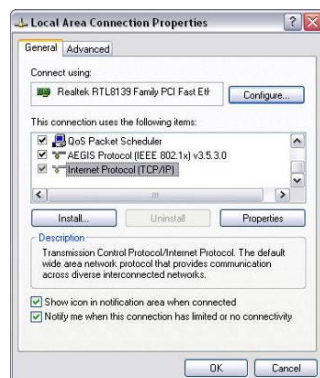 Local Area Connection Properties
General Advanced
Connect using:
Realtek RTL8139 Family PCI Fast Eth
Configure...
This connection uses the following items:
QoS Packet Scheduler
AEGIS Protocol (IEEE 802.1x) v3.5.3.0
Internet Protocol (TCP/IP)
Install... Uninstall Properties
Description
Transmission Control Protocol/Internet Protocol. The default
wide area network protocol that provides communication
across diverse interconnected networks.
Show icon in notification area when connected
Notify me when this connection has limited or no connectivity
OK Cancel